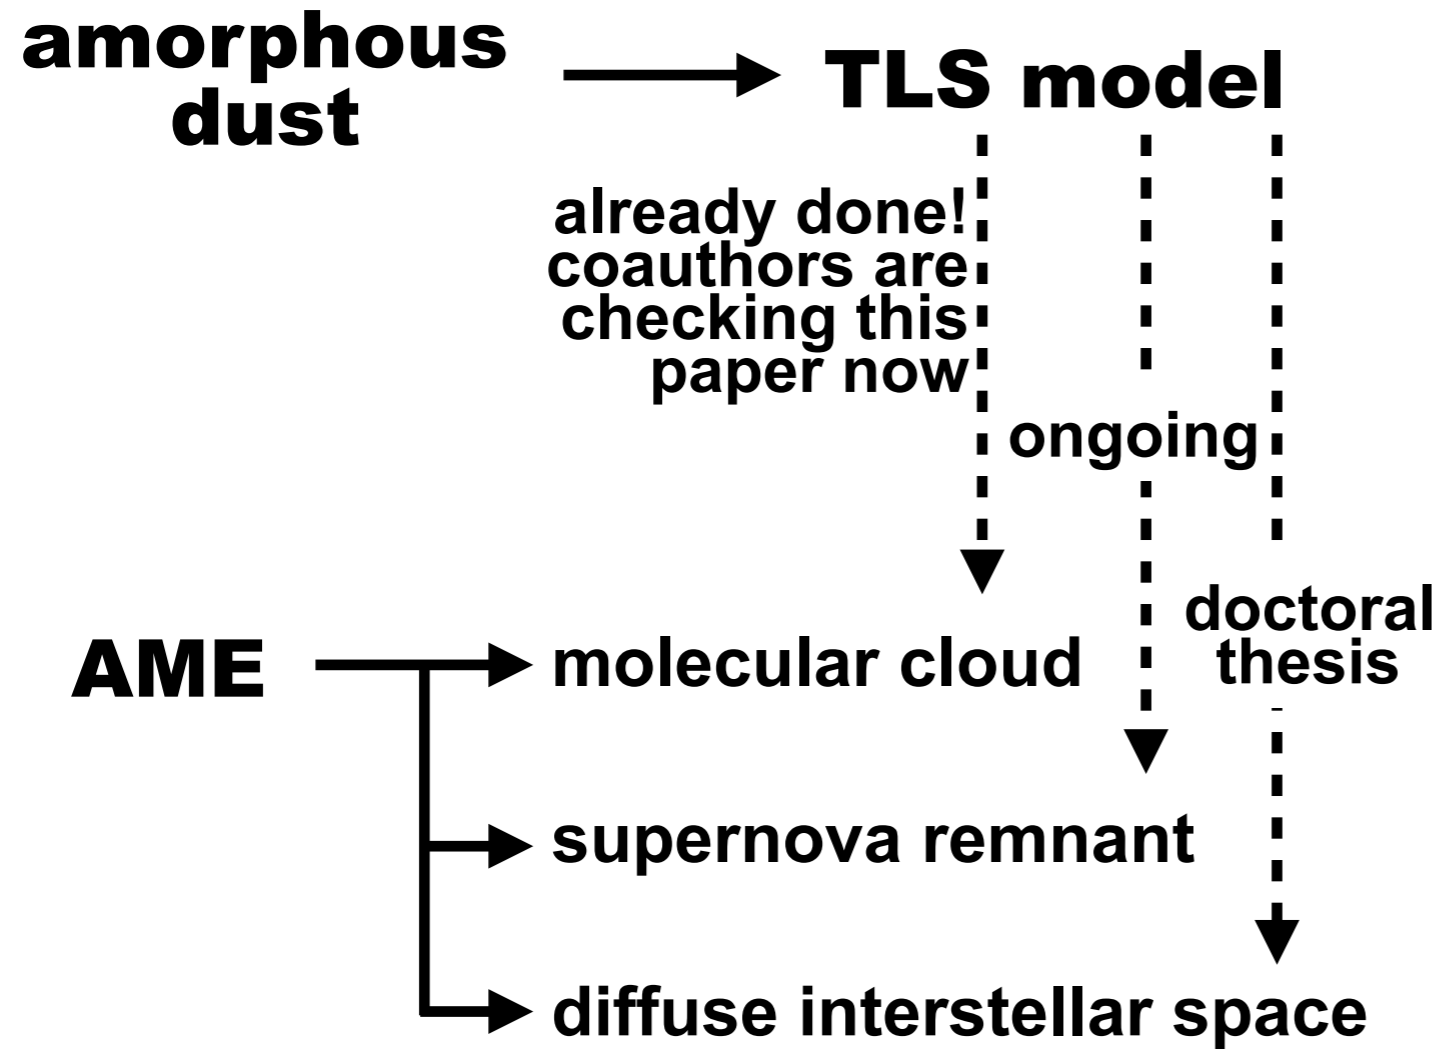 amorphous
dust
TLS model
already done!
coauthors are
checking this
paper now
ongoing
doctoral
thesis
AME
molecular cloud
supernova remnant
diffuse interstellar space